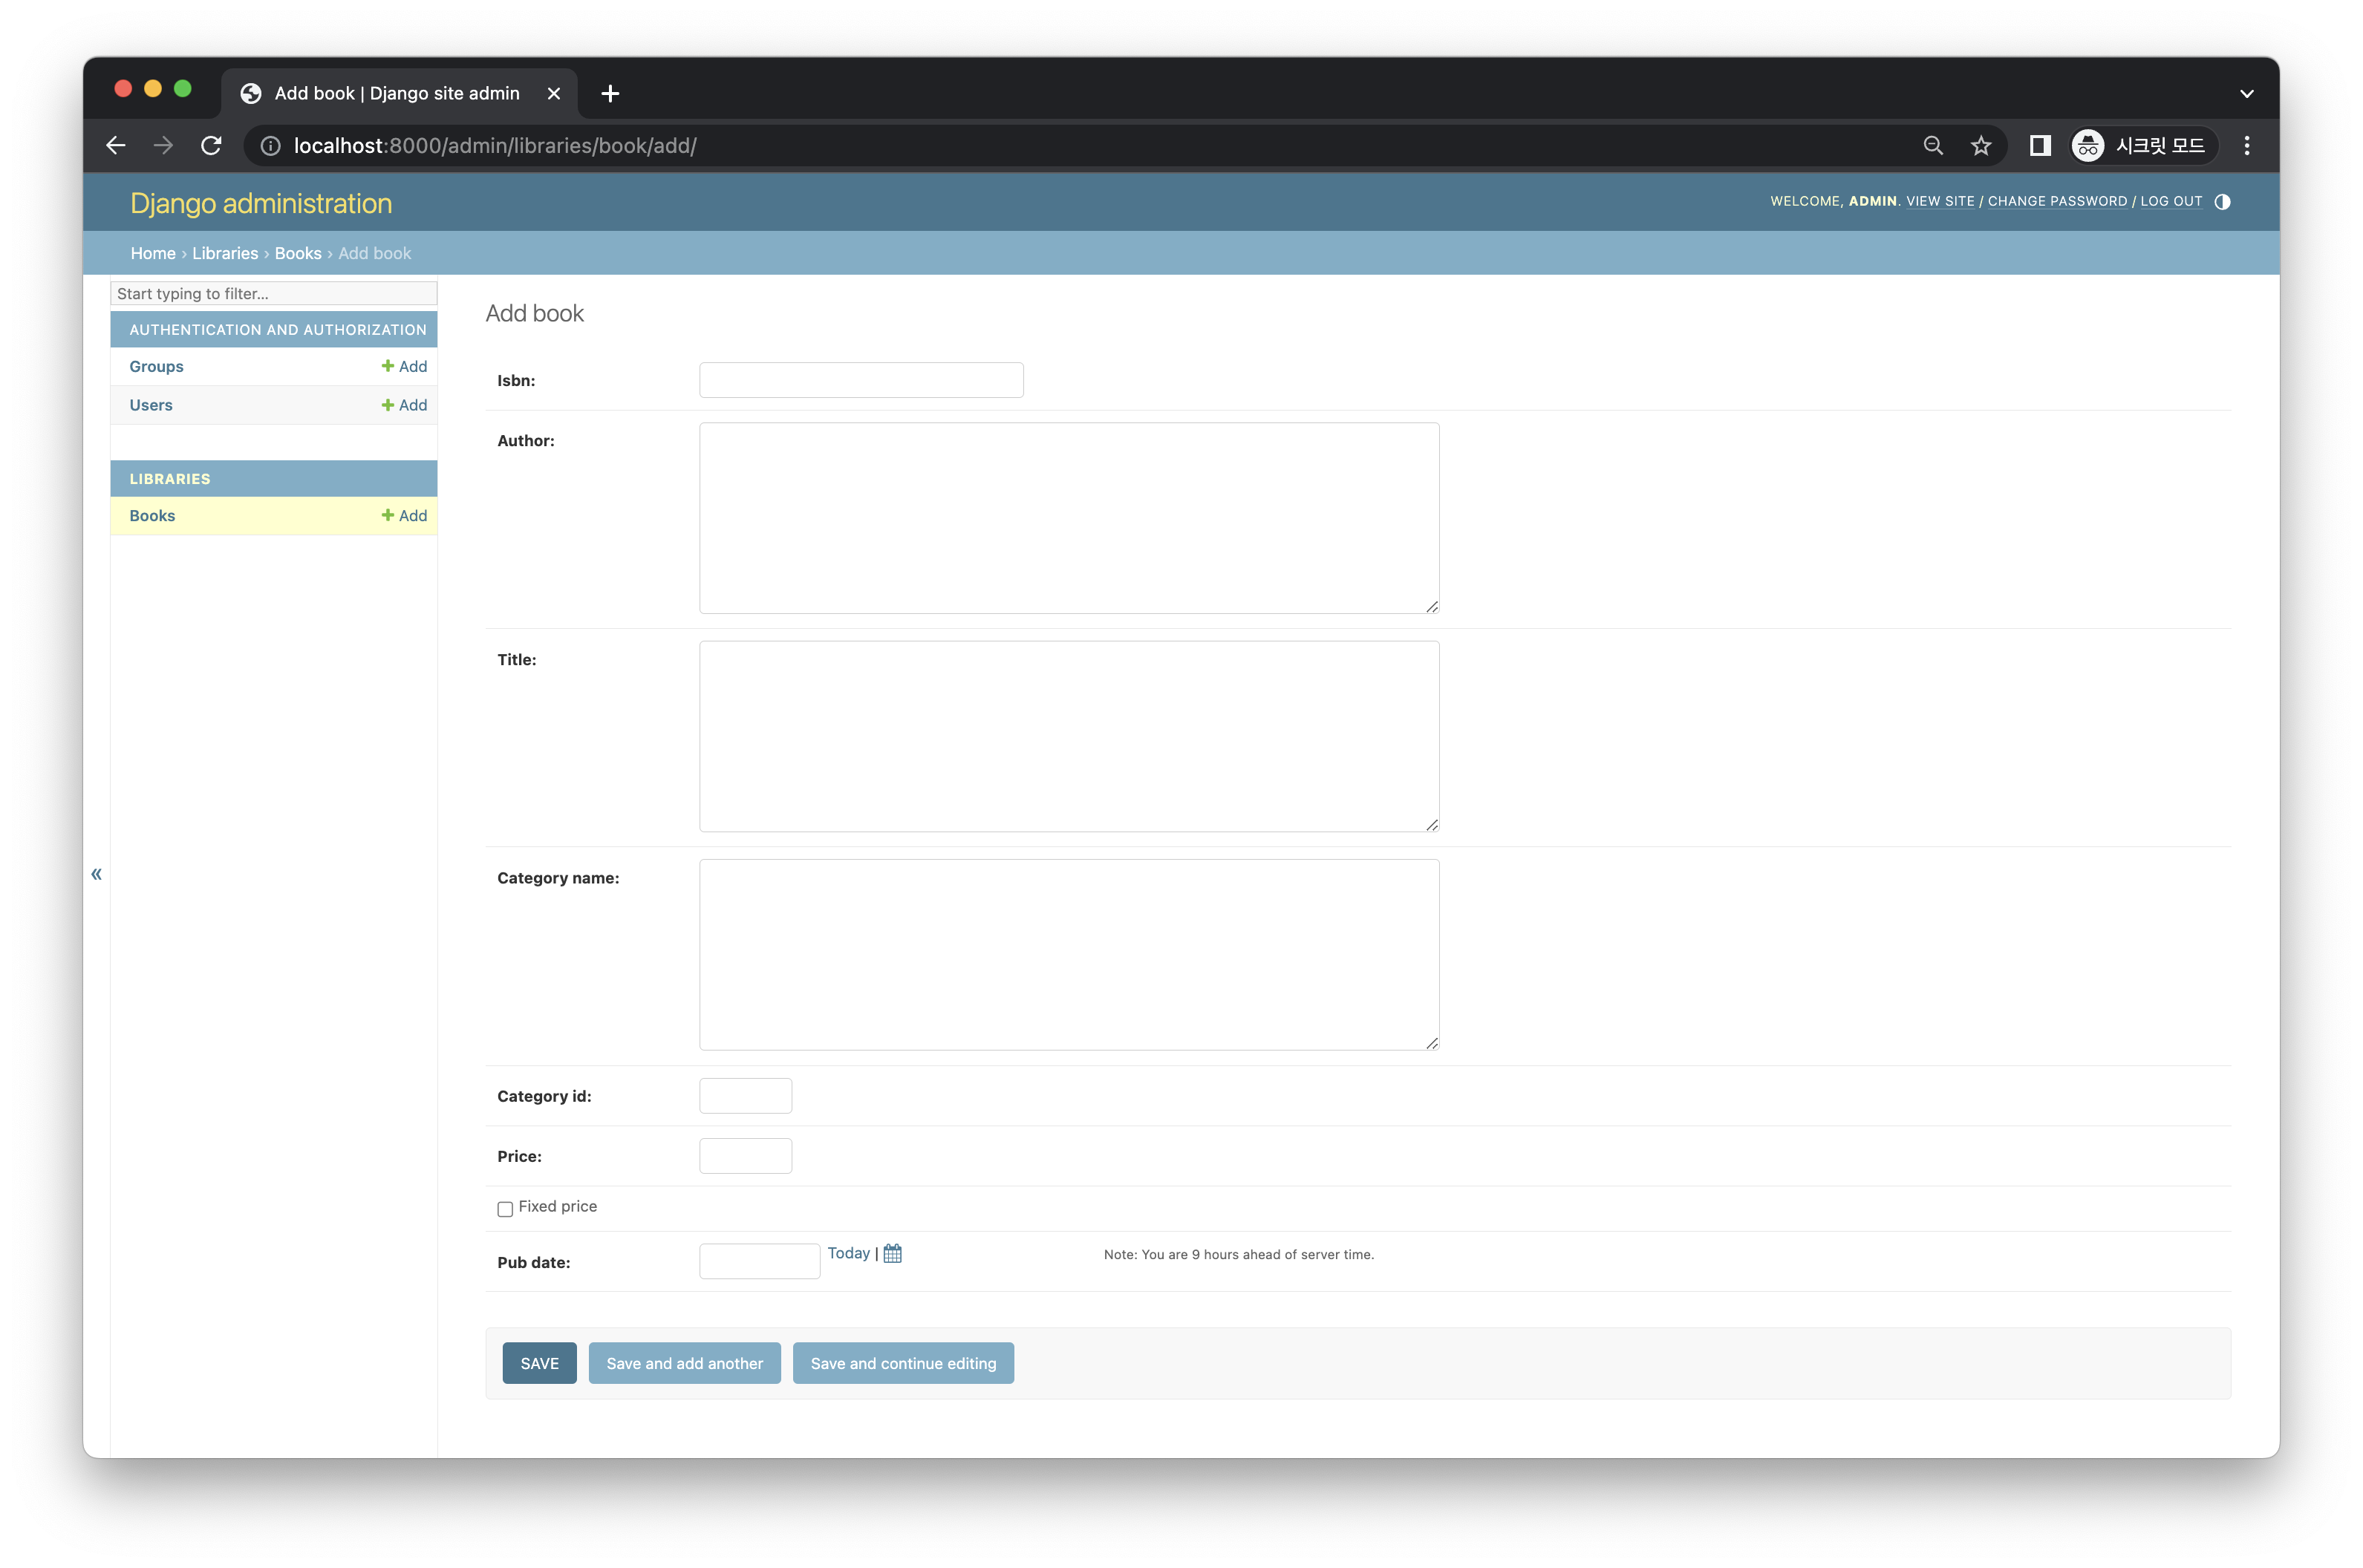 Add book | Django site admin
localhost:8000/admin/libraries/book/add/
시크릿 모드
Django administration
WELCOME, ADMIN. VIEW SITE / CHANGE PASSWORD / LOG OUT
Home › Libraries › Books › Add book
Start typing to filter...
AUTHENTICATION AND AUTHORIZATION
Groups + Add
Users + Add
LIBRARIES
Books + Add
«
Add book
Isbn:
Author:
Title:
Category name:
Category id:
Price:
Fixed price
Pub date: Today | Note: You are 9 hours ahead of server time.
SAVE Save and add another Save and continue editing